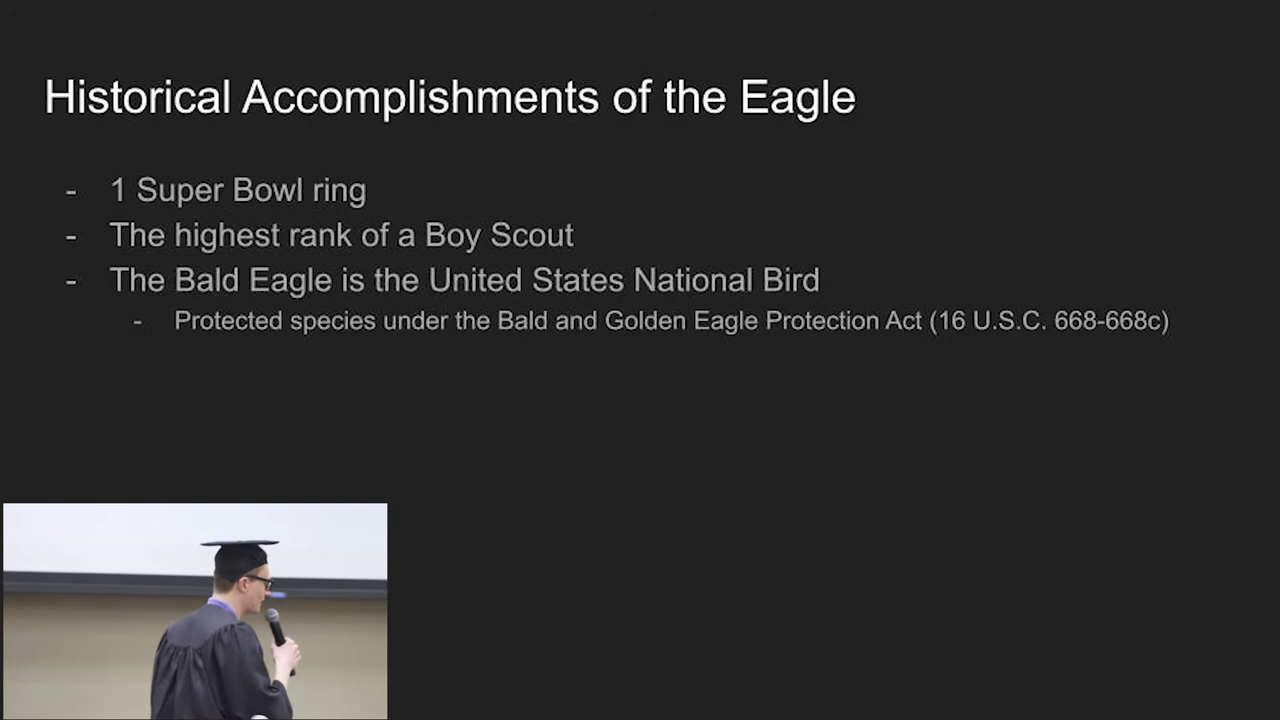 Historical Accomplishments of the Eagle
- 1 Super Bowl ring
- The highest rank of a Boy Scout
- The Bald Eagle is the United States National Bird
- Protected species under the Bald and Golden Eagle Protection Act (16 U.S.C. 668-668c)